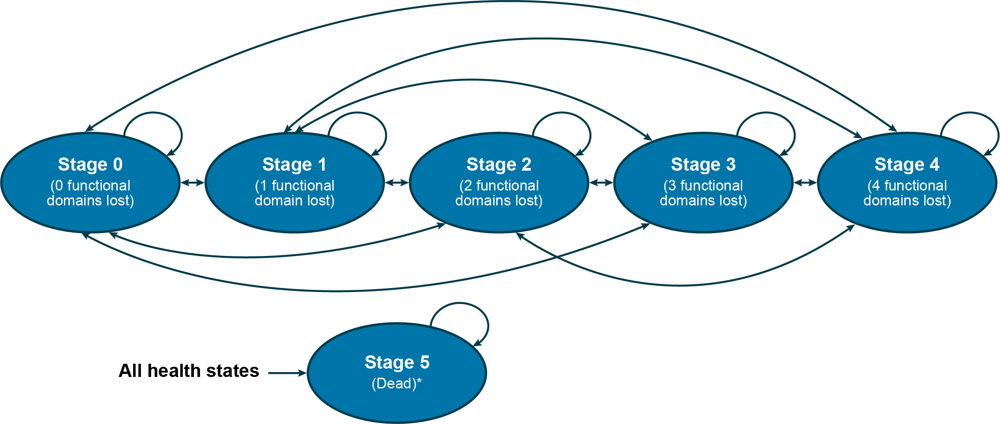 Stage 0
(0 functional
domains lost)
Stage 1
(1 functional
domain lost)
Stage 2
(2 functional
domains lost)
Stage 3
(3 functional
domains lost)
Stage 4
(4 functional
domains lost)
All health states
Stage 5
(Dead)*